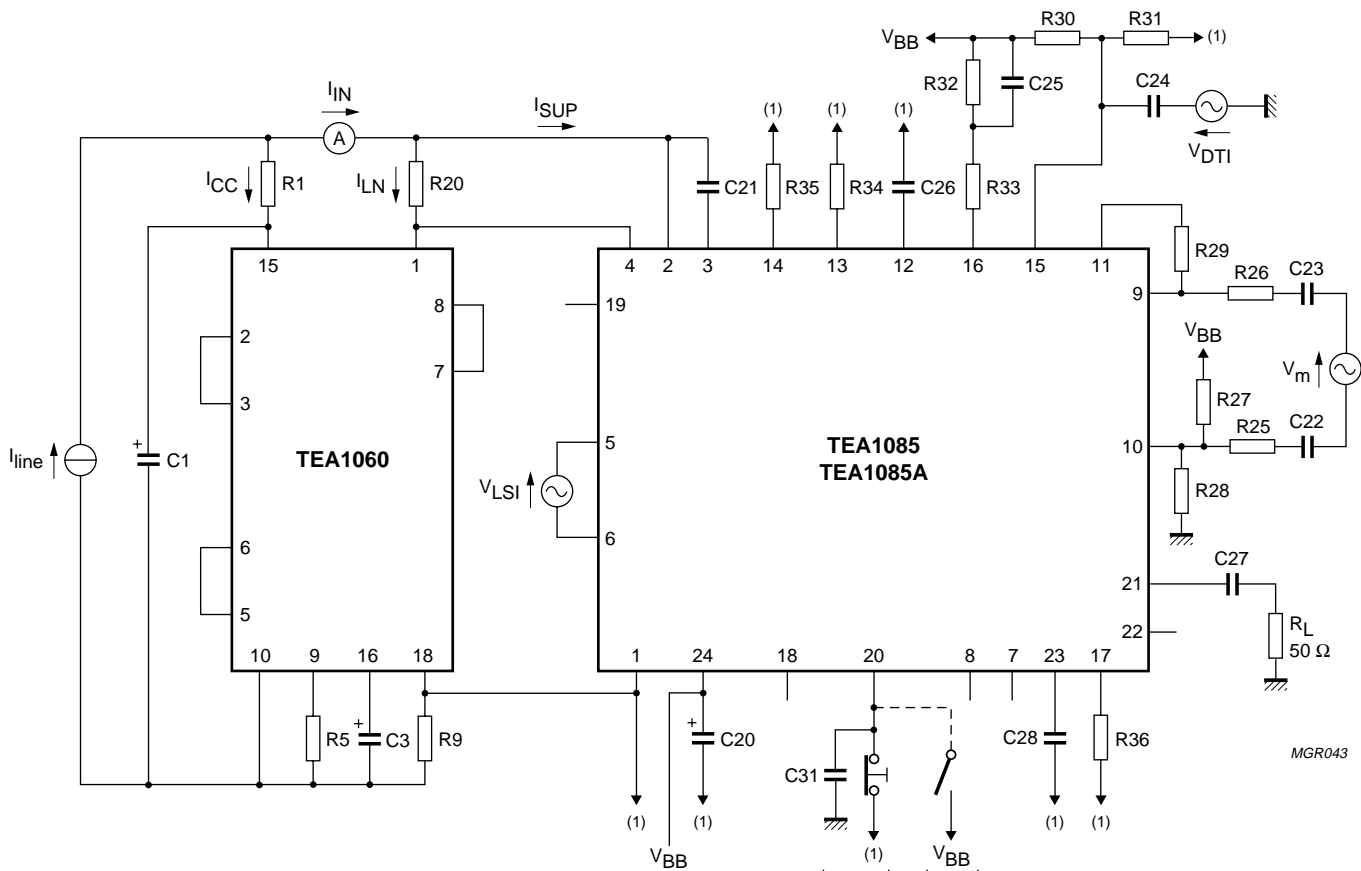 R30
R31
V_BB
(1)
R32
C25
C24
I_IN
I_SUP
(1)
(1)
(1)
A
V_DTI
I_CC
R1
I_LN
R20
C21
R35
R34
C26
R33
15
1
4
2
3
14
13
12
16
15
11
R29
8
19
9
R26
C23
2
V_BB
7
V_m
3
R27
5
10
R25
C22
I_line
+
C1
TEA1060
TEA1085
TEA1085A
V_LSI
R28
6
6
C27
5
21
R_L
50 Ω
22
10
9
16
18
1
24
18
20
8
7
23
17
R5
+
C3
R9
+
C20
C31
C28
R36
MGR043
(1)
(1)
(1)
(1)
V_BB
(1)
V_BB